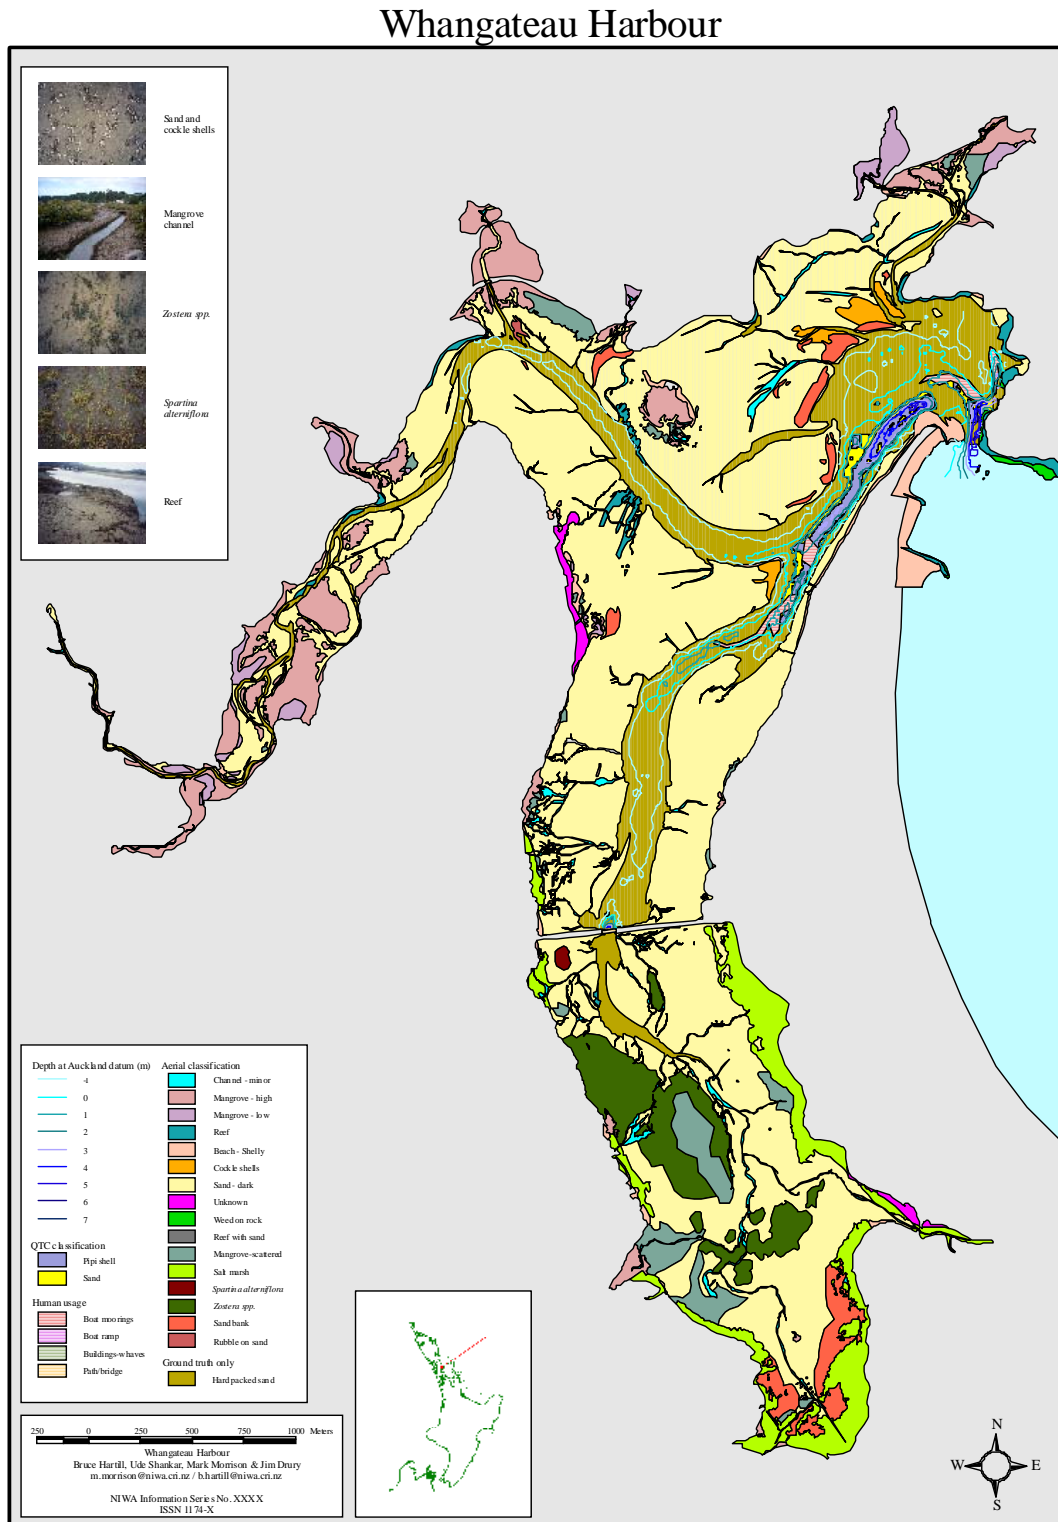 Whangateau Harbour
Sand and
cockle shells
Mangrove
channel
Zostera spp.
Spartina
alterniflora
Reef
Depth at Auckland datum (m)
-1
0
1
2
3
4
5
6
7
QTC classification
Pipi shell
Sand
Human usage
Boat moorings
Boat ramp
Buildings-whaves
Path/bridge
Aerial classification
Channel - minor
Mangrove - high
Mangrove - low
Reef
Beach - Shelly
Cockle shells
Sand - dark
Unknown
Weed on rock
Reef with sand
Mangrove-scattered
Salt marsh
Spartina alterniflora
Zostera spp.
Sand bank
Rubble on sand
Ground truth only
Hard packed sand
250 0 250 500 750 1000 Meters
Whangateau Harbour
Bruce Hartill, Ude Shankar, Mark Morrison & Jim Drury
m.morrison@niwa.cri.nz / b.hartill@niwa.cri.nz
NIWA Information Series No. XXXX
ISSN 1174-X
N
W E
S